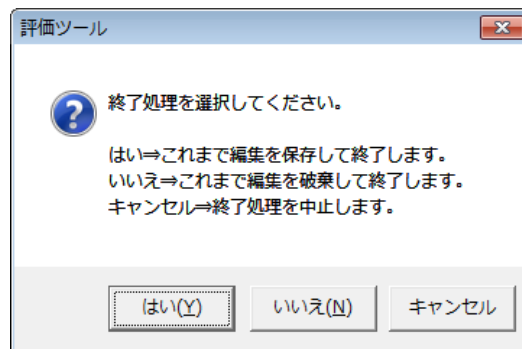 評価ツール
終了処理を選択してください。
はい⇒これまで編集を保存して終了します。
いいえ⇒これまで編集を破棄して終了します。
キャンセル⇒終了処理を中止します。
はい(Y) いいえ(N) キャンセル